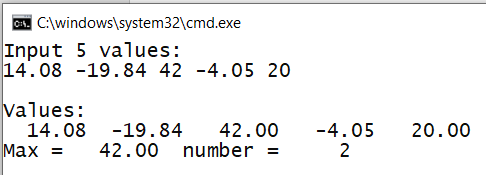 C:\windows\system32\cmd.exe
Input 5 values:
14.08 -19.84 42 -4.05 20
Values:
  14.08  -19.84   42.00   -4.05   20.00
Max =   42.00  number =     2